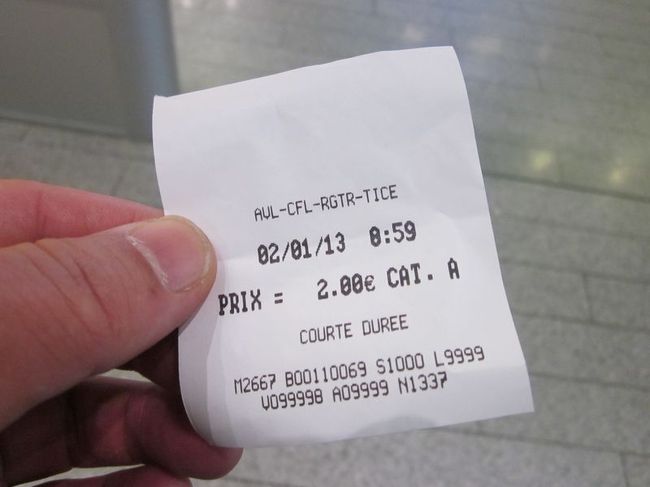 AVL-CFL-RGTR-TICE
02/01/13 8:59
PRIX = 2.00€ CAT. A
COURTE DUREE
M2667 B00110069 S1000 L9999
V099998 A09999 N1337